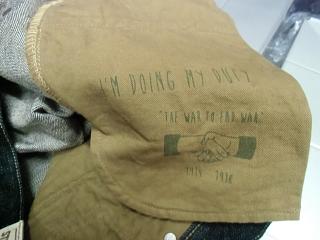 I'M DOING MY DUTY
"THE WAR TO END WAR"